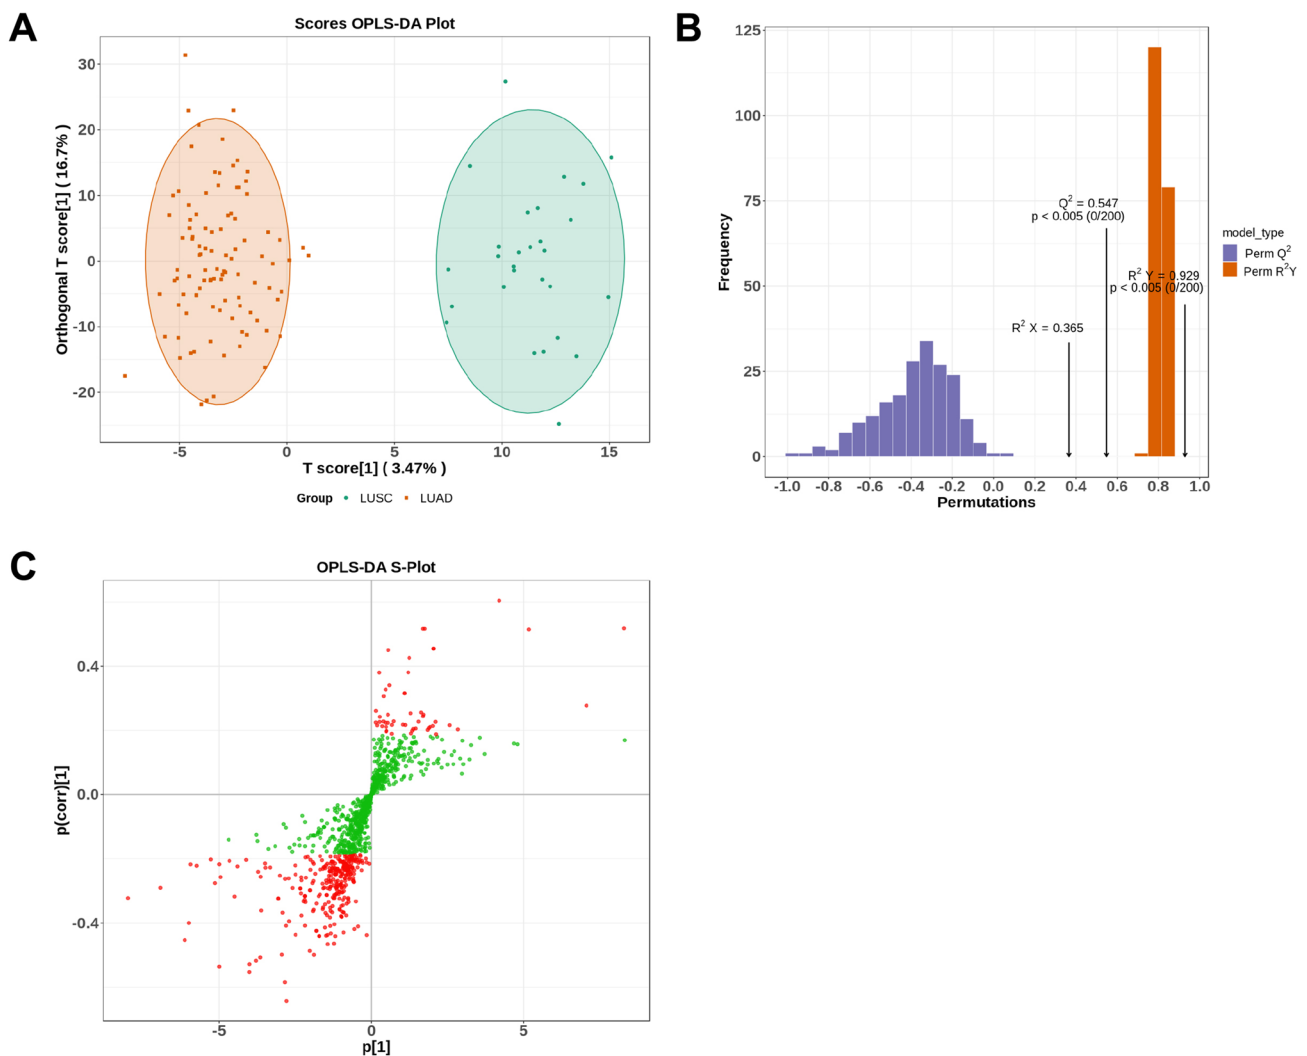 A
Scores OPLS-DA Plot
Orthogonal T score[1] ( 16.7% )
30
20
10
0
-10
-20
-5
0
5
10
15
T score[1] ( 3.47% )
Group LUSC LUAD
B
Frequency
125
100
75
50
25
0
Q² = 0.547
p < 0.005 (0/200)
R² Y = 0.929
p < 0.005 (0/200)
R² X = 0.365
-1.0
-0.8
-0.6
-0.4
-0.2
0.0
0.2
0.4
0.6
0.8
1.0
Permutations
model_type
Perm Q²
Perm R²Y
C
OPLS-DA S-Plot
p(corr)[1]
0.4
0.0
-0.4
-5
0
5
p[1]